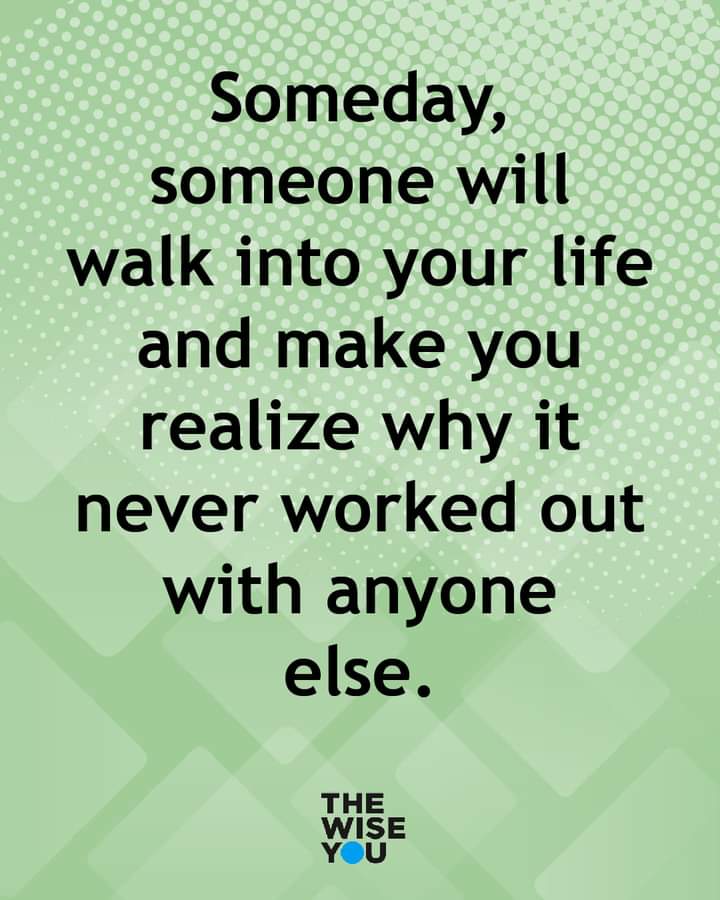 Someday,
someone will
walk into your life
and make you
realize why it
never worked out
with anyone
else.
THE
WISE
YOU